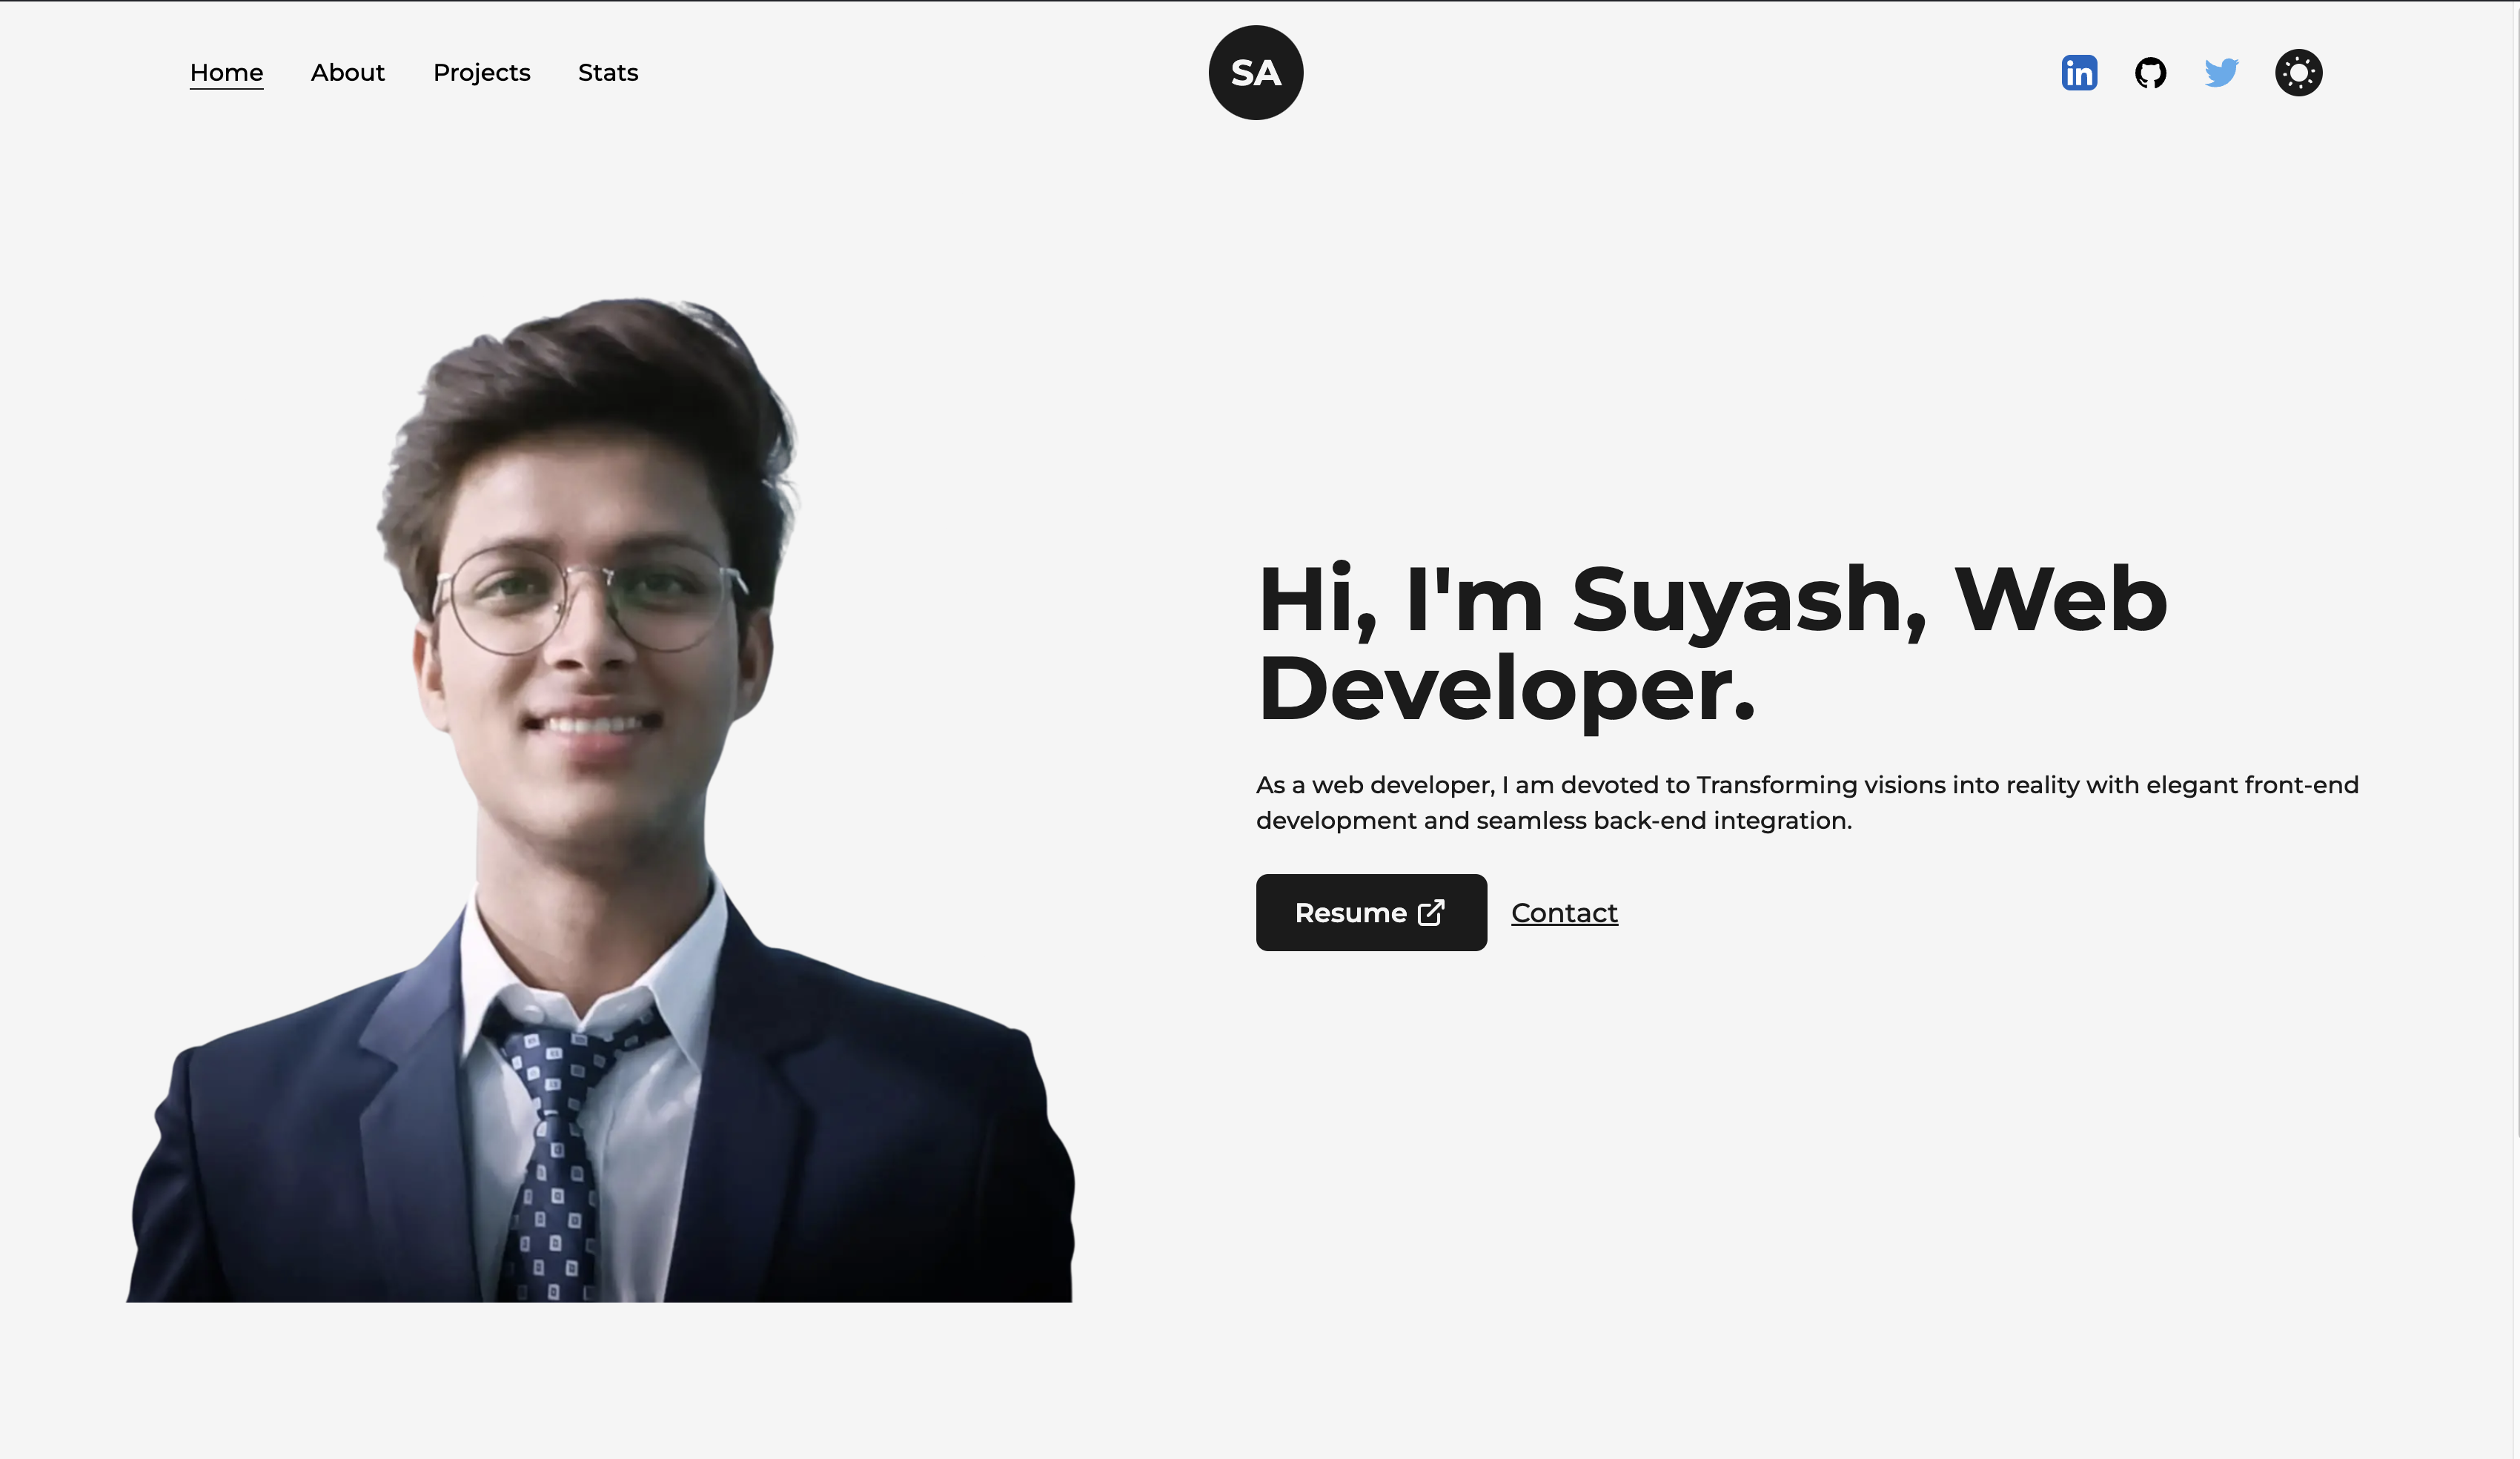 Home About Projects Stats
SA
in
Hi, I'm Suyash, Web
Developer.
As a web developer, I am devoted to Transforming visions into reality with elegant front-end
development and seamless back-end integration.
Resume Contact